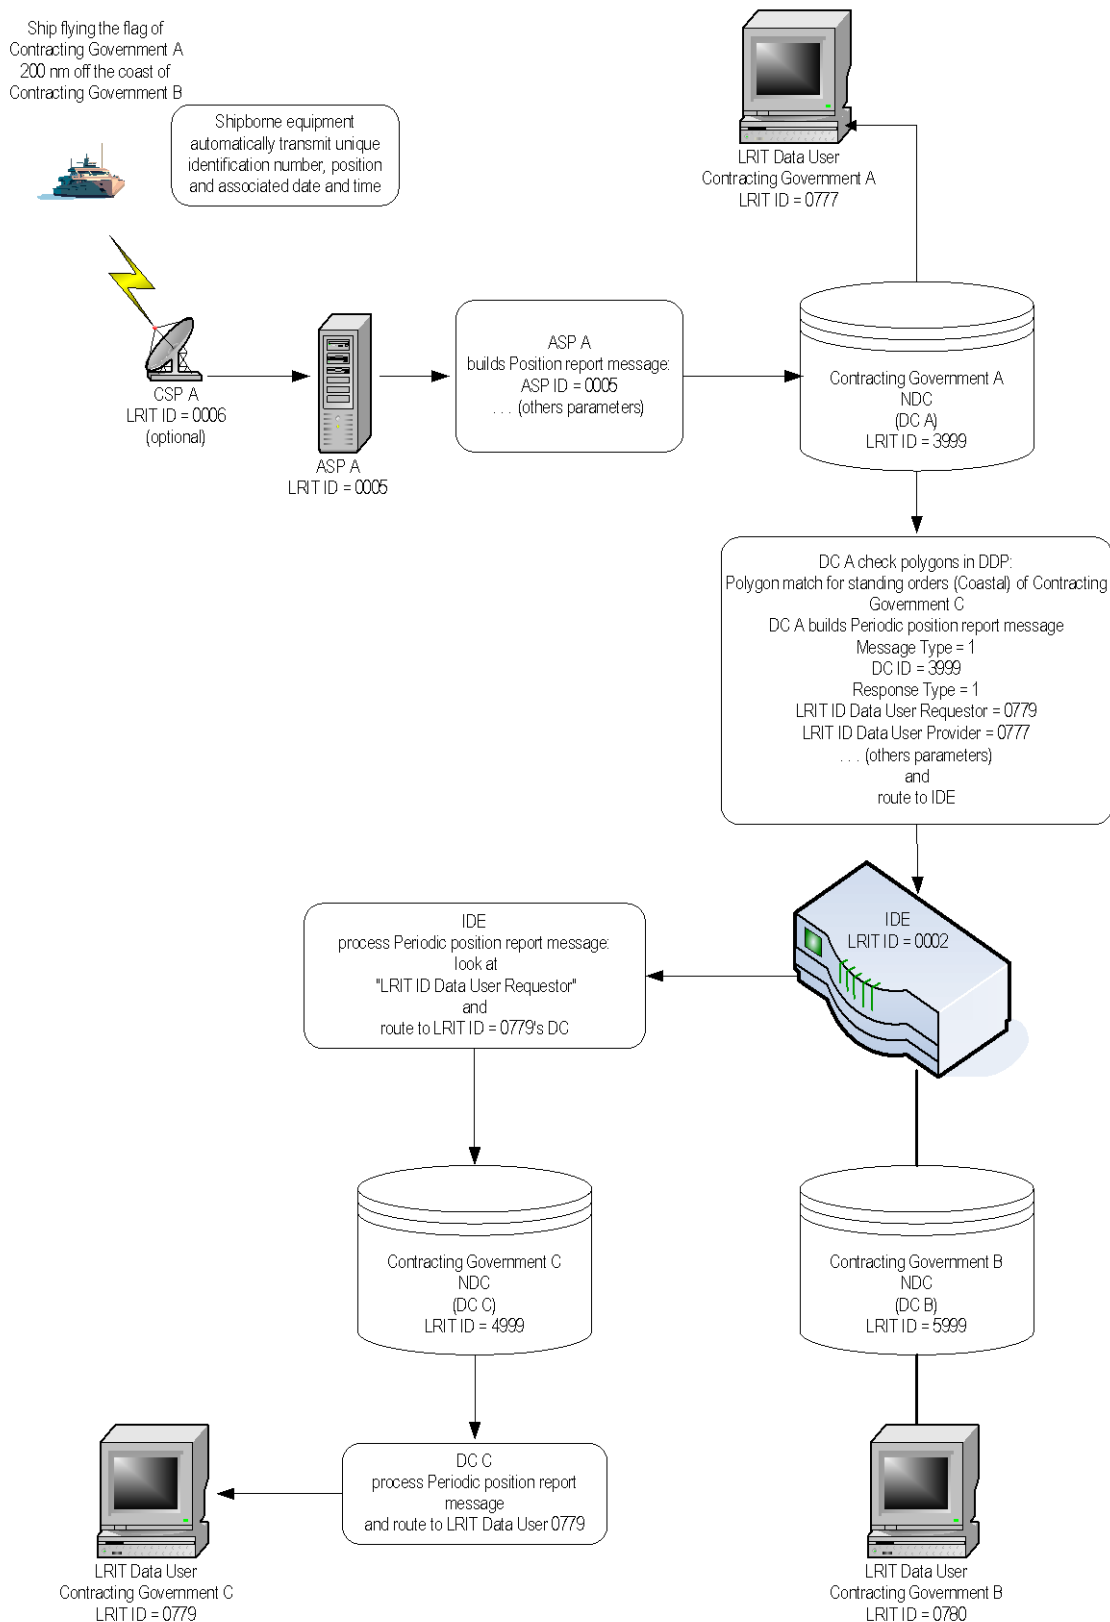 Ship flying the flag of
Contracting Government A
200 nm off the coast of
Contracting Government B
Shipborne equipment
automatically transmit unique
identification number, position
and associated date and time
LRIT Data User
Contracting Government A
LRIT ID = 0777
CSP A
LRIT ID = 0006
(optional)
ASP A
LRIT ID = 0005
ASP A
builds Position report message:
ASP ID = 0005
. . . (others parameters)
Contracting Government A
NDC
(DC A)
LRIT ID = 3999
DC A check polygons in DDP:
Polygon match for standing orders (Coastal) of Contracting
Government C
DC A builds Periodic position report message
Message Type = 1
DC ID = 3999
Response Type = 1
LRIT ID Data User Requestor = 0779
LRIT ID Data User Provider = 0777
. . . (others parameters)
and
route to IDE
IDE
LRIT ID = 0002
IDE
process Periodic position report message:
look at
"LRIT ID Data User Requestor"
and
route to LRIT ID = 0779's DC
Contracting Government C
NDC
(DC C)
LRIT ID = 4999
Contracting Government B
NDC
(DC B)
LRIT ID = 5999
DC C
process Periodic position report
message
and route to LRIT Data User 0779
LRIT Data User
Contracting Government C
LRIT ID = 0779
LRIT Data User
Contracting Government B
LRIT ID = 0780